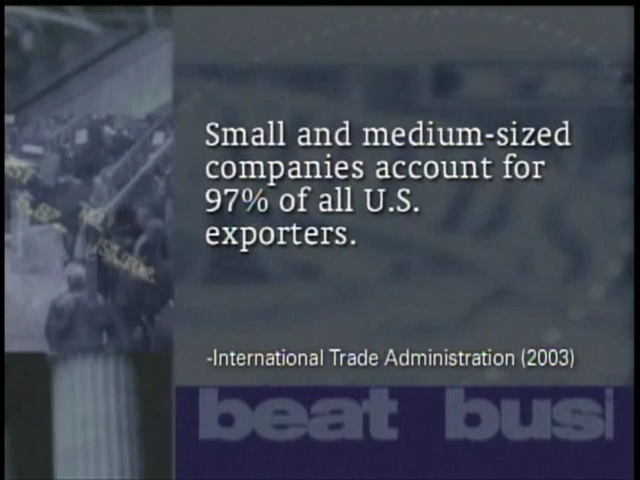 Small and medium-sized
companies account for
97% of all U.S.
exporters.
-International Trade Administration (2003)
beat busi